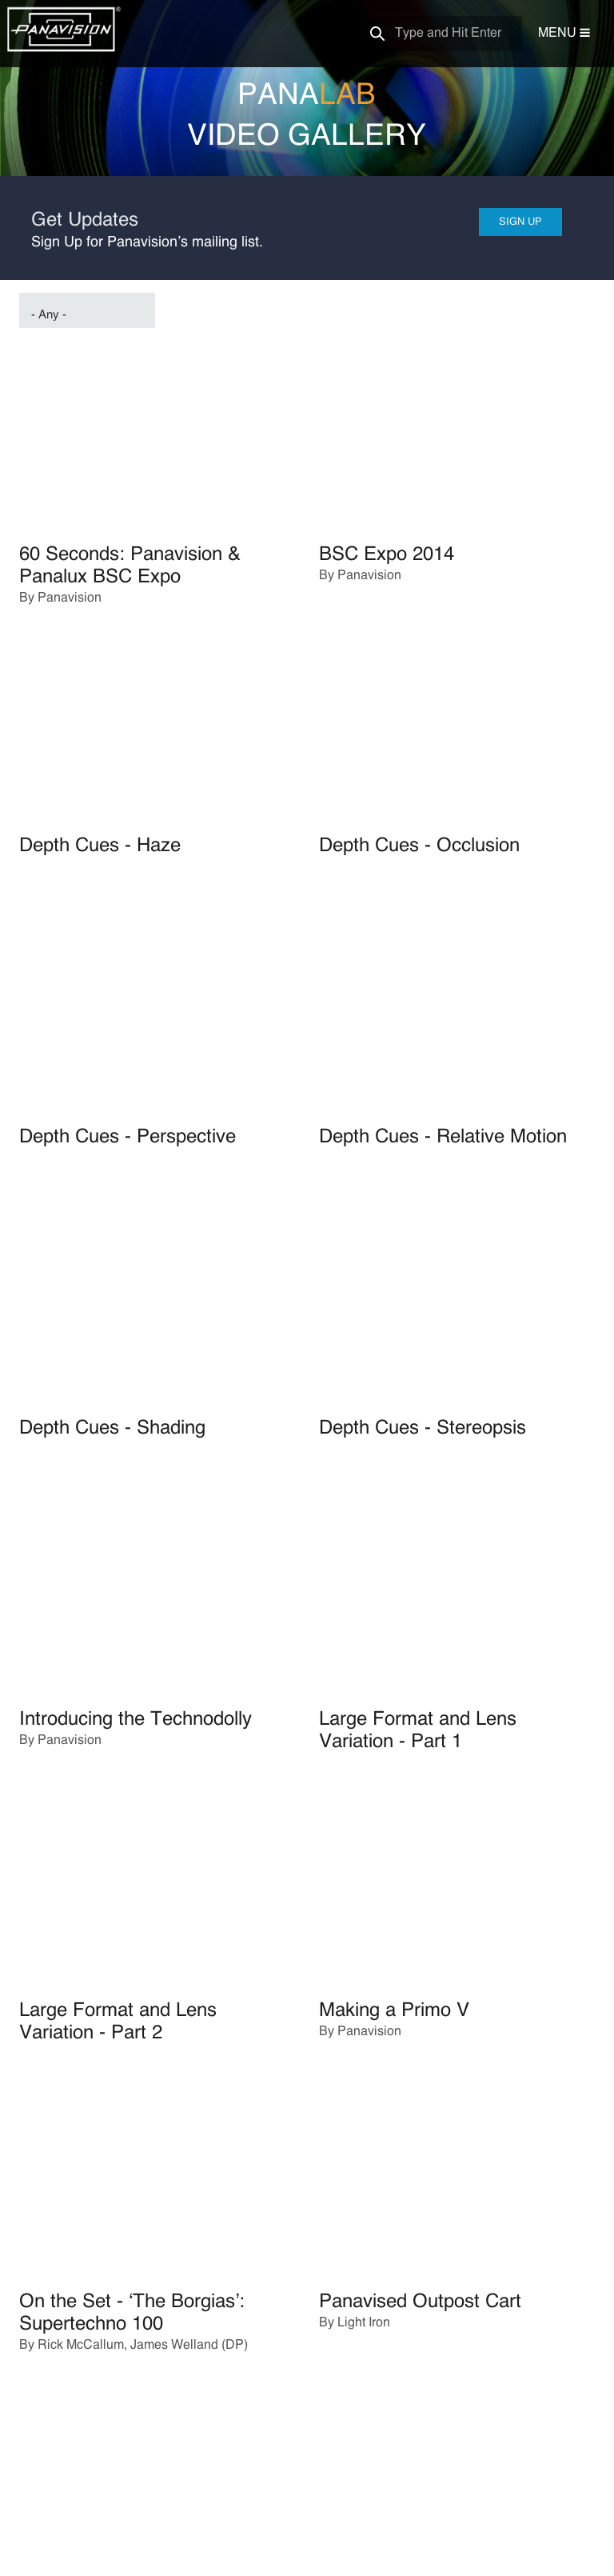 PANAVISION®
Type and Hit Enter
MENU
PANALAB
VIDEO GALLERY
Get Updates
Sign Up for Panavision’s mailing list.
SIGN UP
- Any -
60 Seconds: Panavision &
Panalux BSC Expo
By Panavision
BSC Expo 2014
By Panavision
Depth Cues - Haze
Depth Cues - Occlusion
Depth Cues - Perspective
Depth Cues - Relative Motion
Depth Cues - Shading
Depth Cues - Stereopsis
Introducing the Technodolly
By Panavision
Large Format and Lens
Variation - Part 1
Large Format and Lens
Variation - Part 2
Making a Primo V
By Panavision
On the Set - ‘The Borgias’:
Supertechno 100
By Rick McCallum, James Welland (DP)
Panavised Outpost Cart
By Light Iron